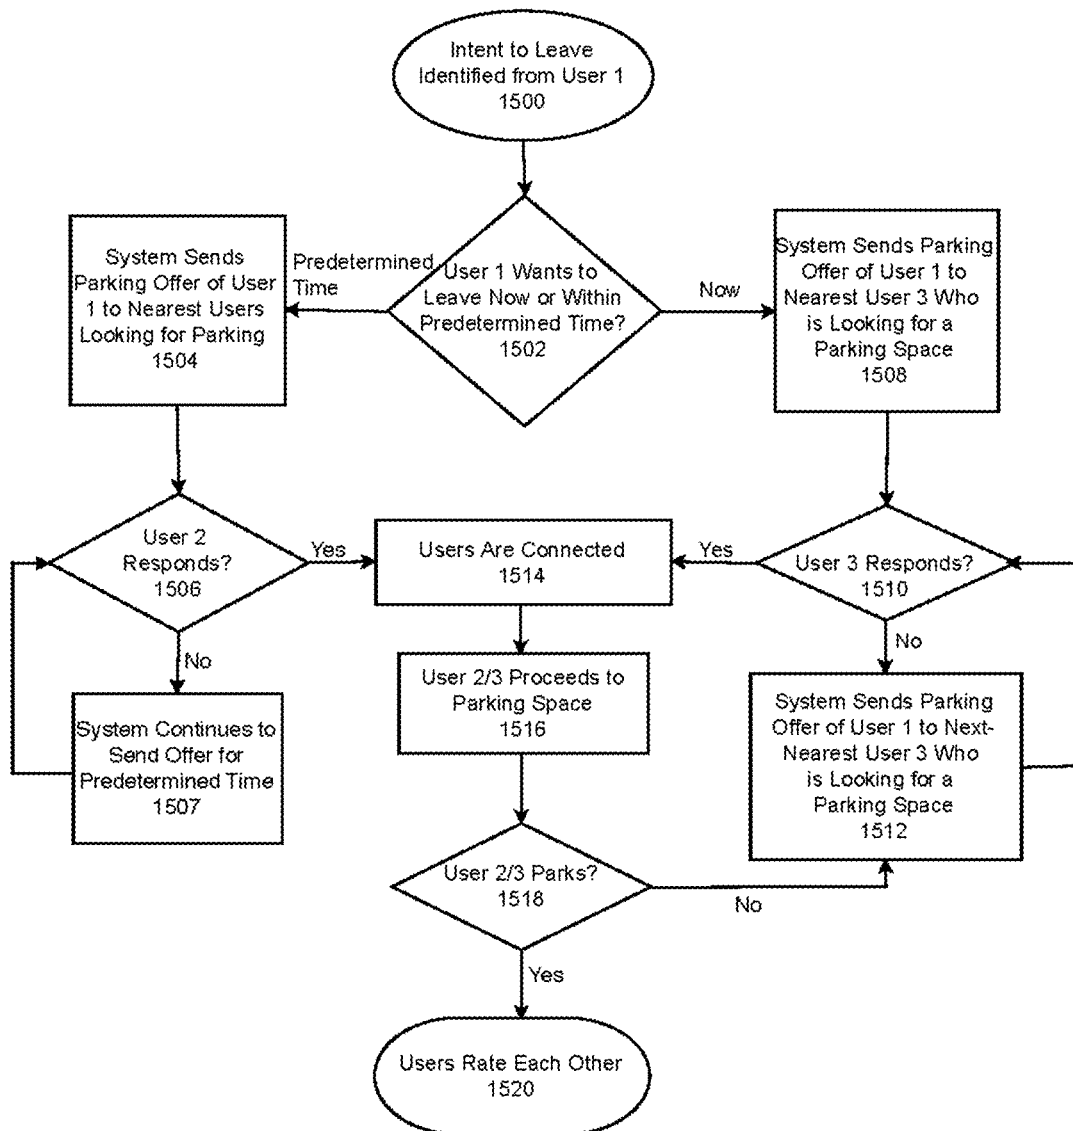 Intent to Leave
Identified from User 1
1500
User 1 Wants to
Leave Now or Within
Predetermined Time?
1502
Predetermined
Time
Now
System Sends
Parking Offer of User
1 to Nearest Users
Looking for Parking
1504
System Sends Parking
Offer of User 1 to
Nearest User 3 Who
is Looking for a
Parking Space
1508
User 2
Responds?
1506
Yes
Users Are Connected
1514
Yes
User 3 Responds?
1510
No
No
System Continues to
Send Offer for
Predetermined Time
1507
User 2/3 Proceeds to
Parking Space
1516
System Sends Parking
Offer of User 1 to Next-
Nearest User 3 Who
is Looking for a
Parking Space
1512
User 2/3 Parks?
1518
No
Yes
Users Rate Each Other
1520